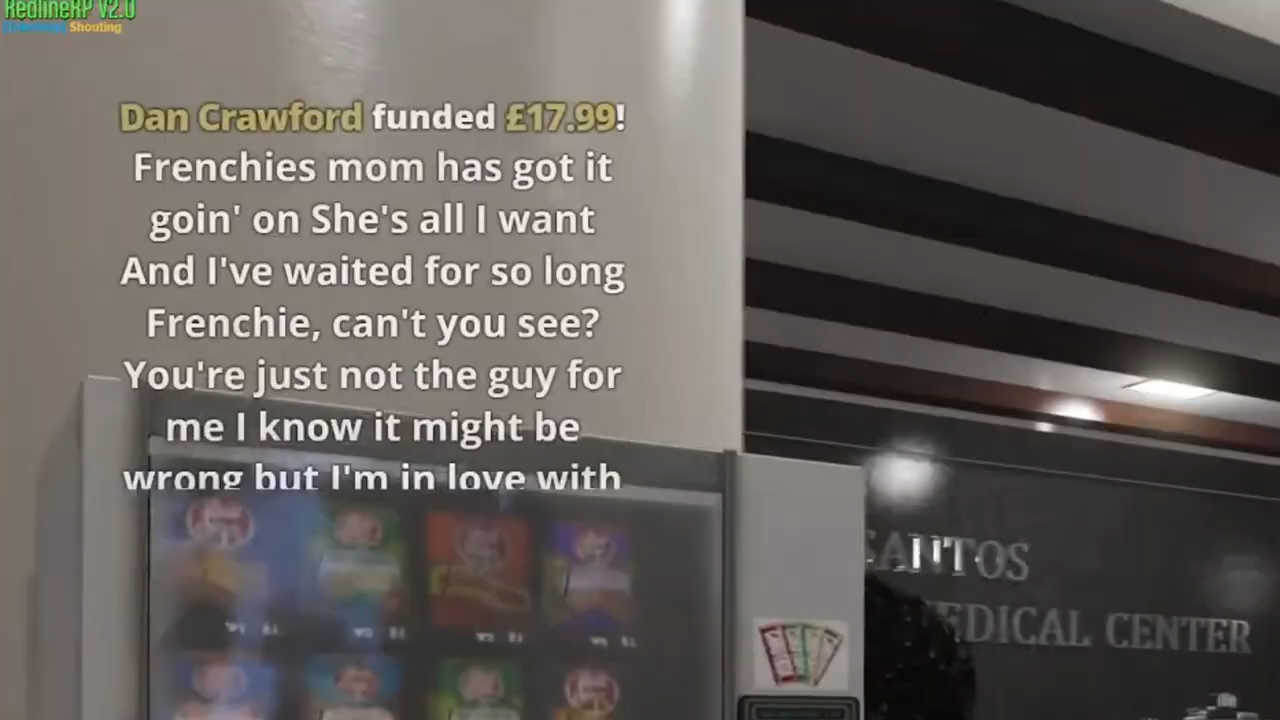 RedlineRP V2.0
Shouting
Dan Crawford funded £17.99!
Frenchies mom has got it
goin' on She's all I want
And I've waited for so long
Frenchie, can't you see?
You're just not the guy for
me I know it might be
wrong but I'm in love with
SANTOS
MEDICAL CENTER